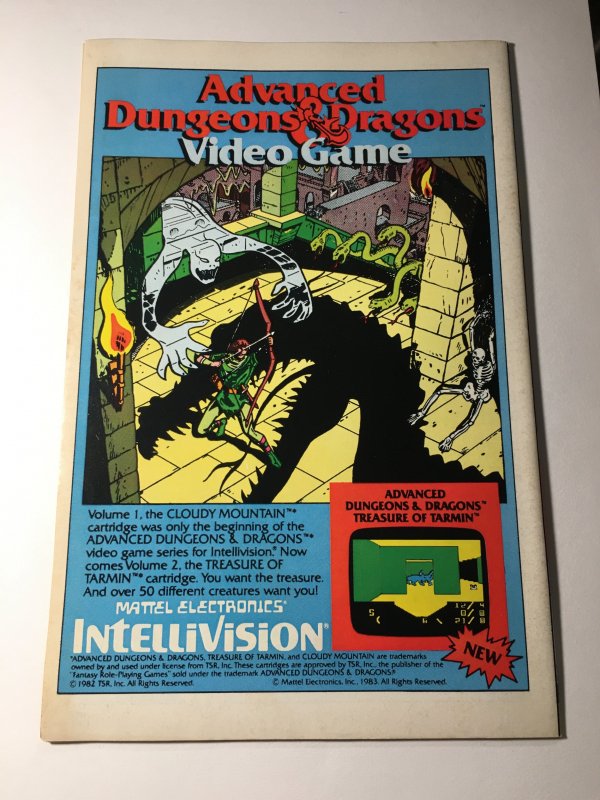 Advanced
Dungeons & Dragons™
Video Game
Volume 1, the CLOUDY MOUNTAIN™*
cartridge was only the beginning of the
ADVANCED DUNGEONS & DRAGONS™*
video game series for Intellivision.® Now
comes Volume 2, the TREASURE OF
TARMIN™* cartridge. You want the treasure.
And over 50 different creatures want you!
MATTEL ELECTRONICS®
INTELLIVISION®
ADVANCED
DUNGEONS & DRAGONS™
TREASURE OF TARMIN™
NEW
*ADVANCED DUNGEONS & DRAGONS, TREASURE OF TARMIN, and CLOUDY MOUNTAIN are trademarks
owned by and used under license from TSR, Inc. These cartridges are approved by TSR, Inc., the publisher of the
"Fantasy Role-Playing Games" sold under the trademark ADVANCED DUNGEONS & DRAGONS®
© 1982 TSR, Inc. All Rights Reserved. © Mattel Electronics, Inc., 1983. All Rights Reserved.